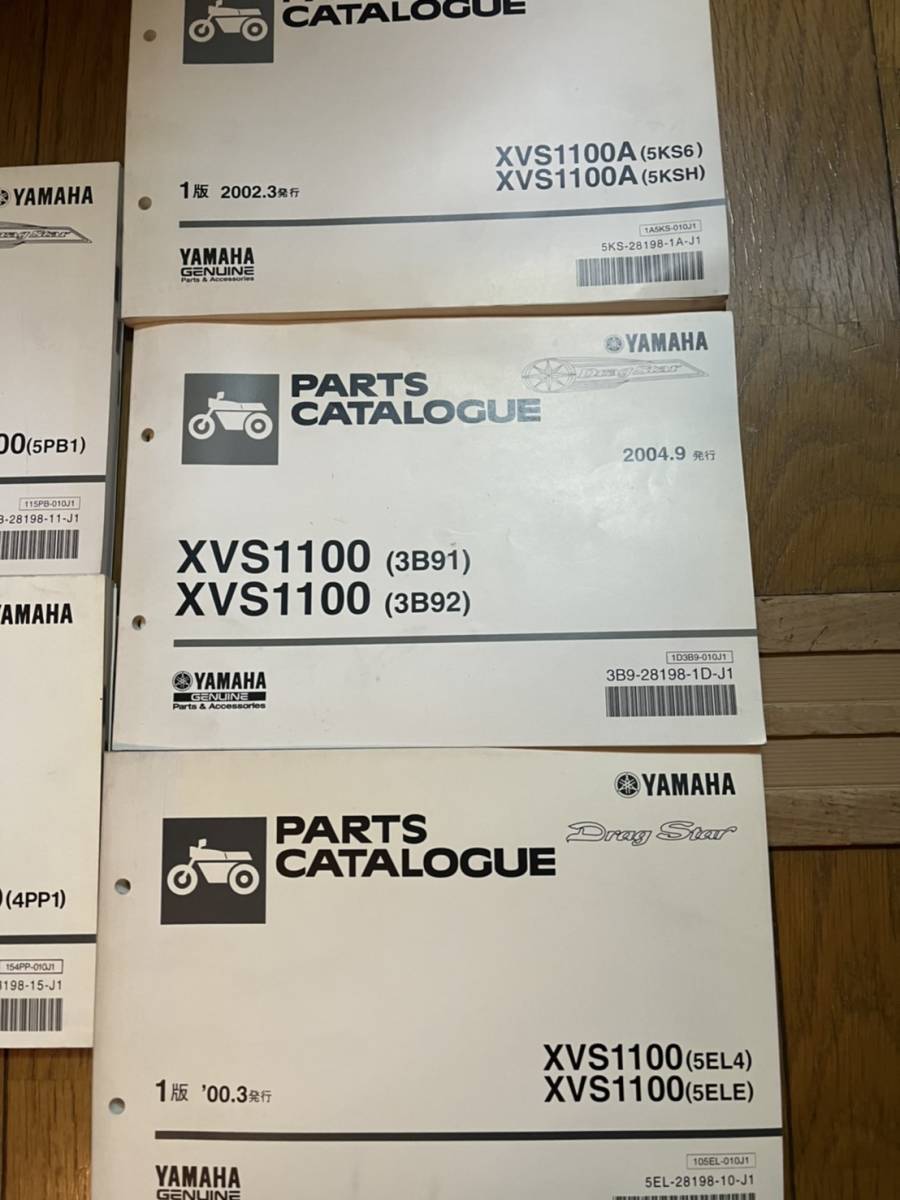 CATALOGUE
XVS1100A (5KS6)
XVS1100A (5KSH)
1版 2002.3発行
1A5KS-010J1
5KS-28198-1A-J1
YAMAHA
GENUINE
Parts & Accessories
YAMAHA
Drag Star
PARTS
CATALOGUE
2004.9 発行
XVS1100 (3B91)
XVS1100 (3B92)
1D3B9-010J1
3B9-28198-1D-J1
YAMAHA
GENUINE
Parts & Accessories
YAMAHA
Drag Star
PARTS
CATALOGUE
XVS1100(5EL4)
XVS1100(5ELE)
1版 '00.3発行
105EL-010J1
5EL-28198-10-J1
YAMAHA
GENUINE
YAMAHA
00(5PB1)
115PB-010J1
-28198-11-J1
YAMAHA
(4PP1)
154PP-010J1
198-15-J1